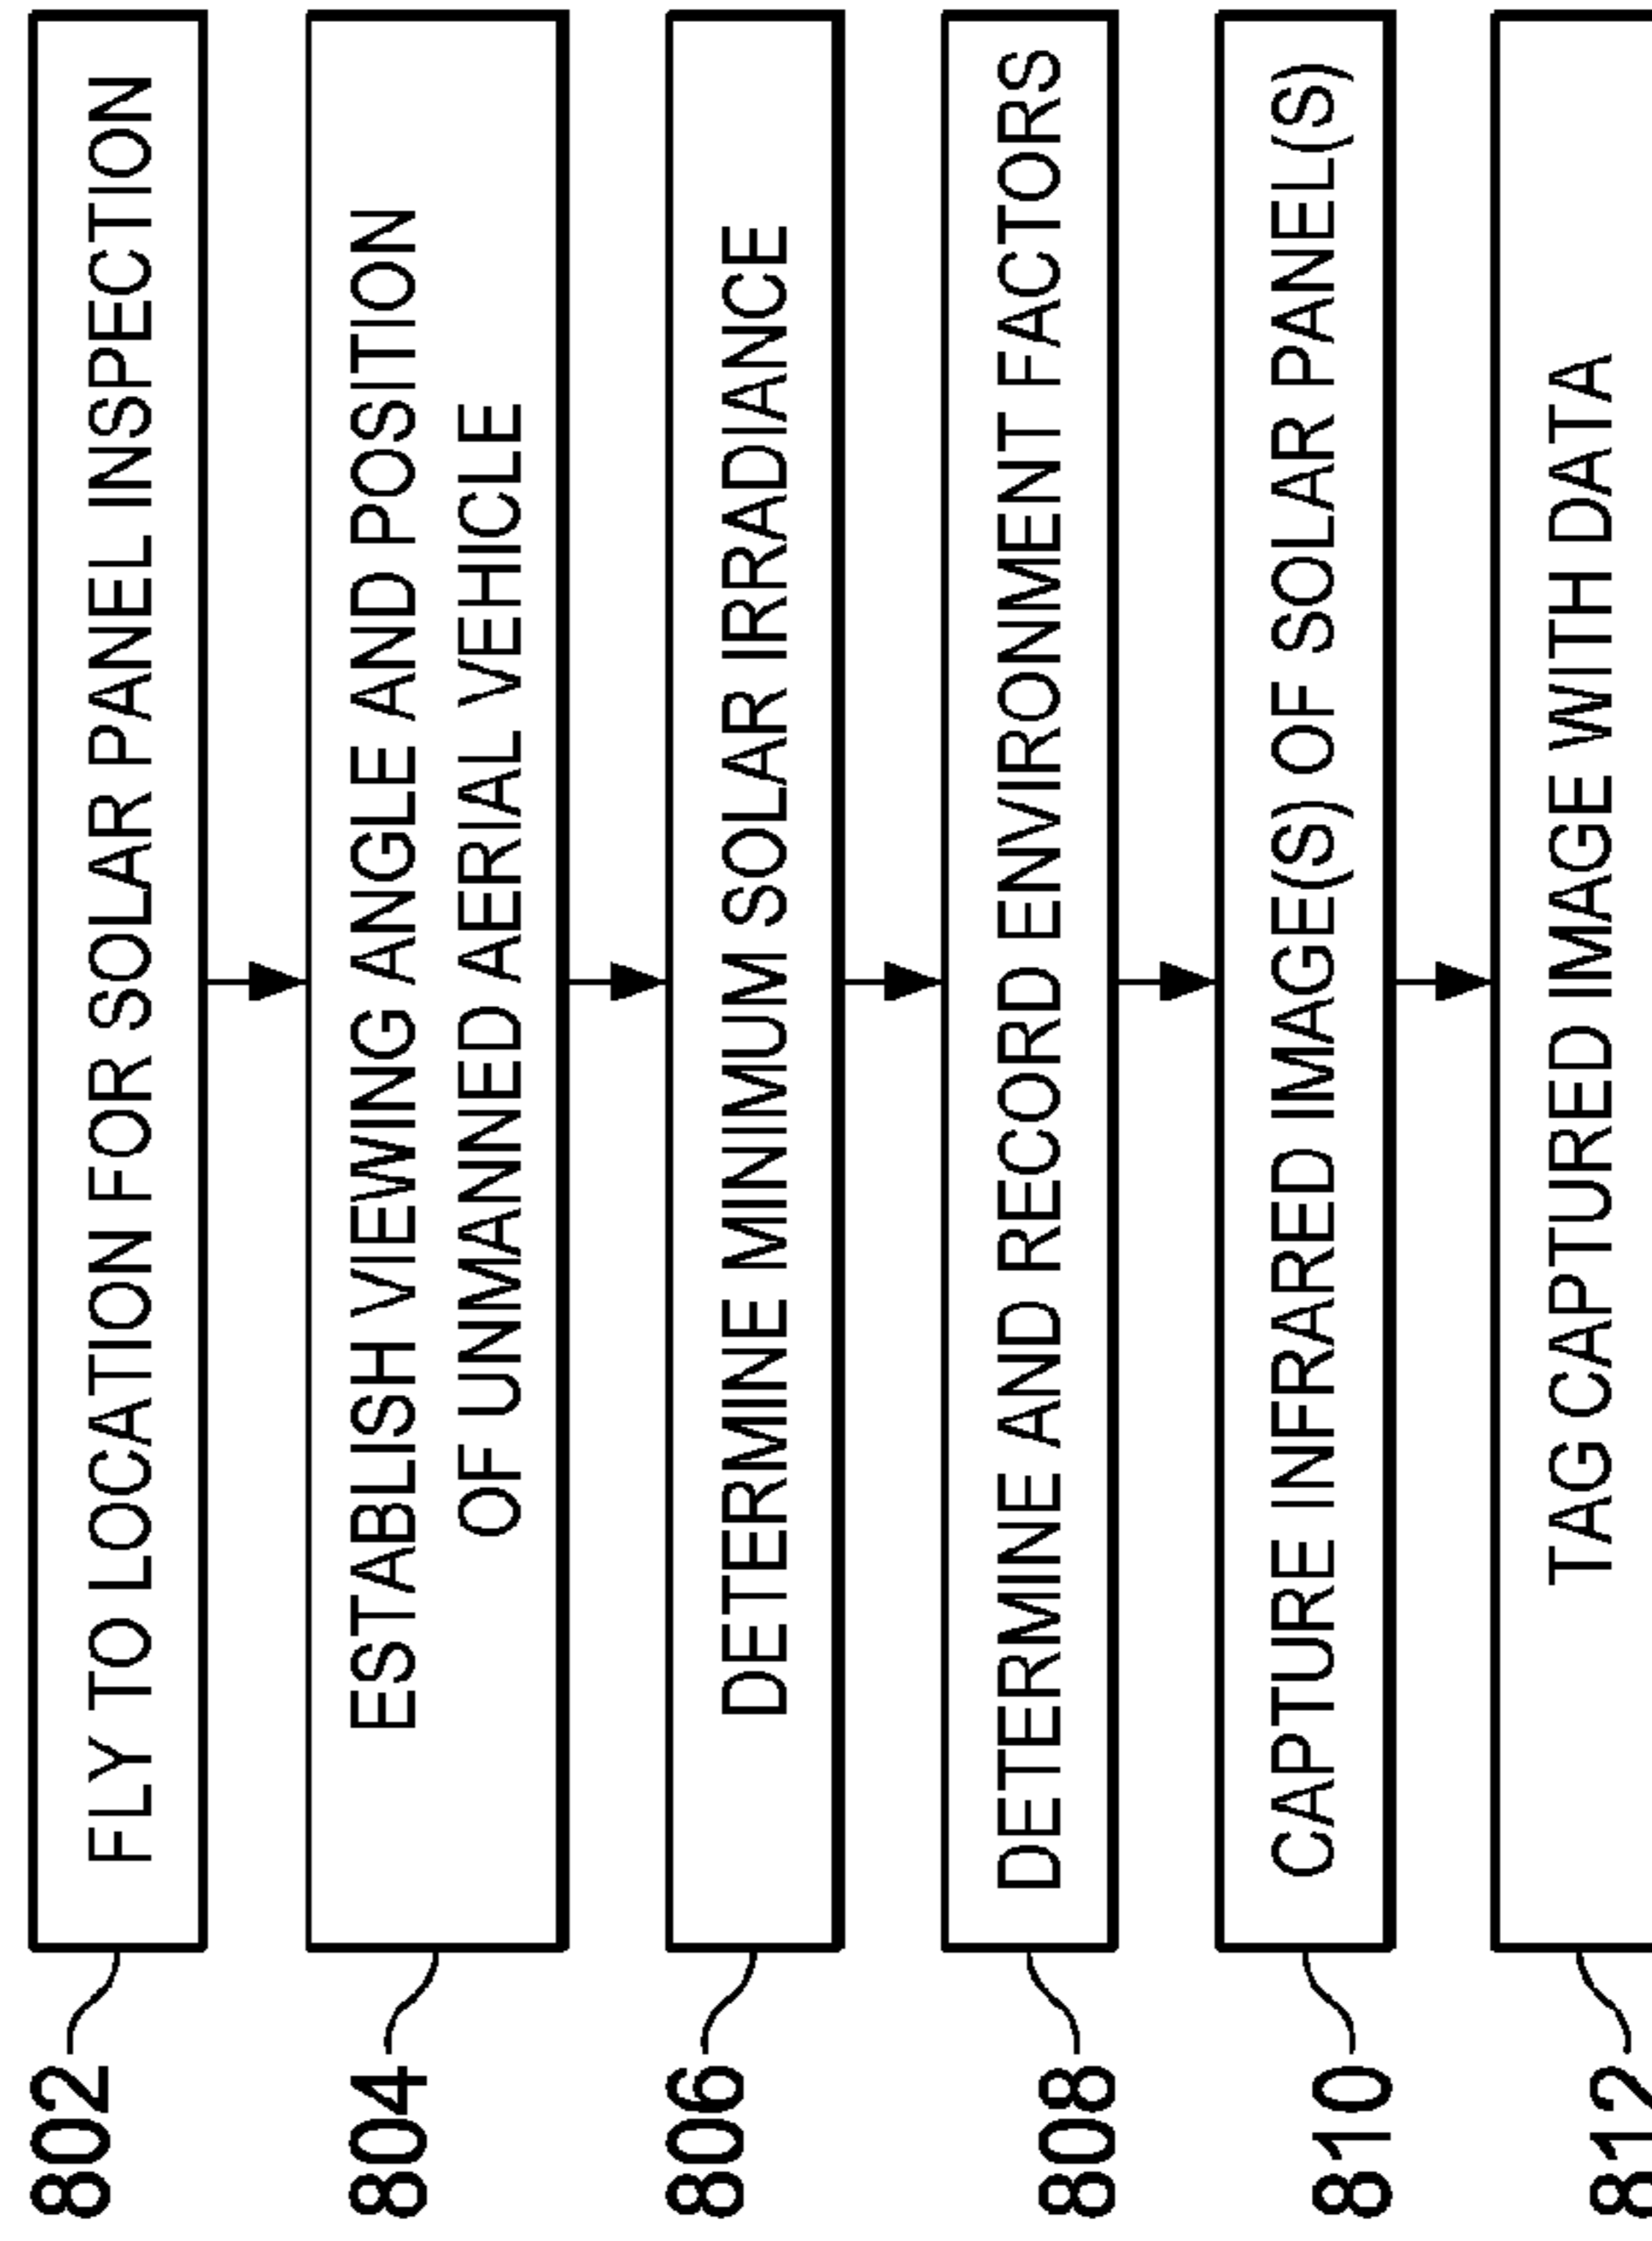 802
FLY TO LOCATION FOR SOLAR PANEL INSPECTION
804
ESTABLISH VIEWING ANGLE AND POSITION
OF UNMANNED AERIAL VEHICLE
806
DETERMINE MINIMUM SOLAR IRRADIANCE
808
DETERMINE AND RECORD ENVIRONMENT FACTORS
810
CAPTURE INFRARED IMAGE(S) OF SOLAR PANEL(S)
812
TAG CAPTURED IMAGE WITH DATA